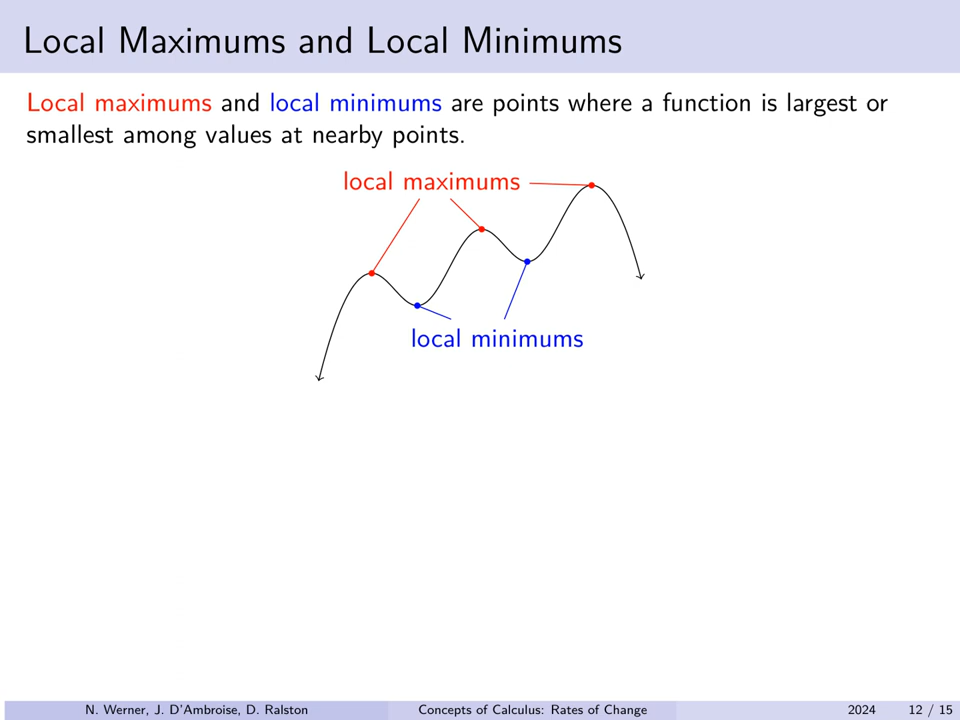 Local Maximums and Local Minimums
Local maximums and local minimums are points where a function is largest or
smallest among values at nearby points.
local maximums
local minimums
N. Werner, J. D'Ambroise, D. Ralston
Concepts of Calculus: Rates of Change
2024
12 / 15